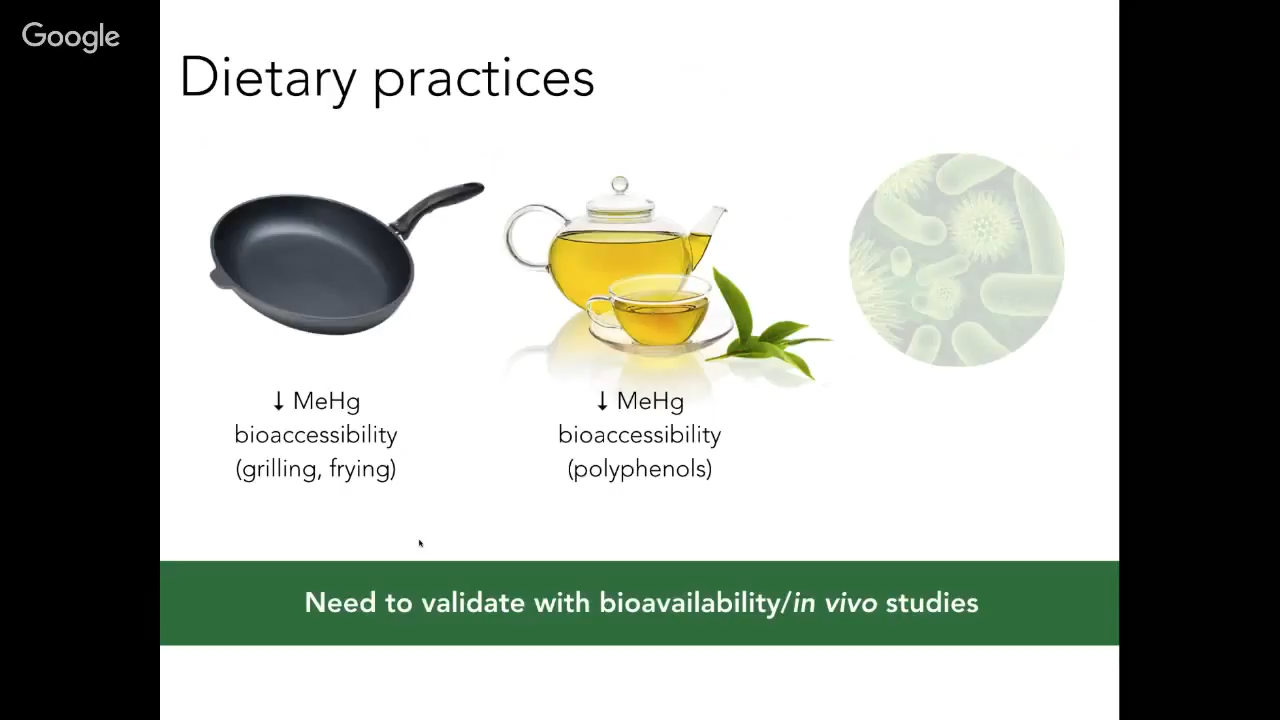 Google
Dietary practices
↓ MeHg
bioaccessibility
(grilling, frying)
↓ MeHg
bioaccessibility
(polyphenols)
Need to validate with bioavailability/in vivo studies